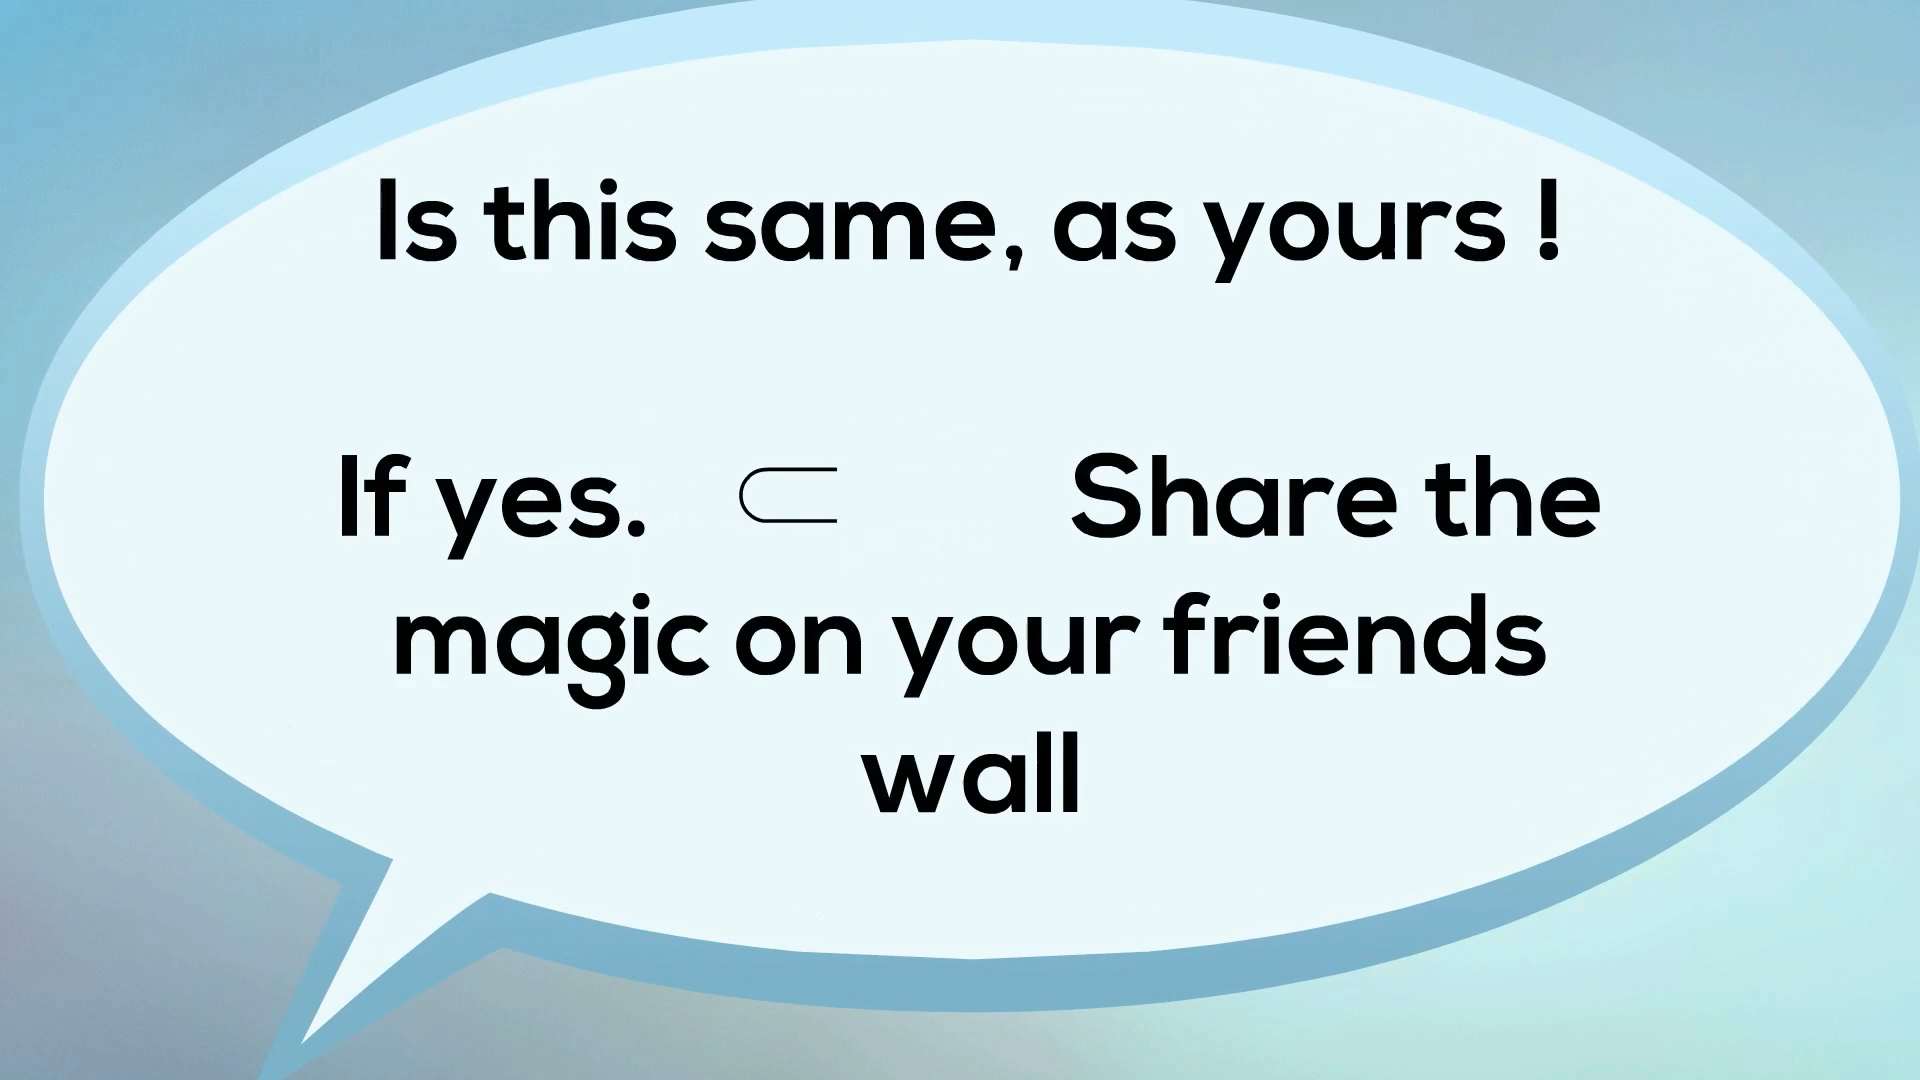 Is this same, as yours !
If yes. Share the
magic on your friends
wall